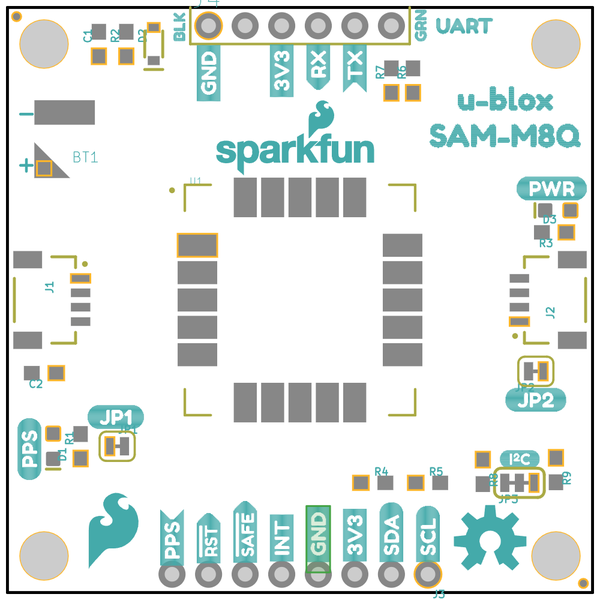 BLK
GRN
UART
C1
R2
D2
GND
3V3
RX
TX
R7
R6
u-blox
SAM-M8Q
sparkfun
BT1
U1
PWR
D3
R3
J1
J2
C2
JP2
JP2
JP1
JP1
PPS
D1
R1
R4
R5
I²C
R8
R9
JP3
PPS
RST
SAFE
INT
GND
3V3
SDA
SCL
J3